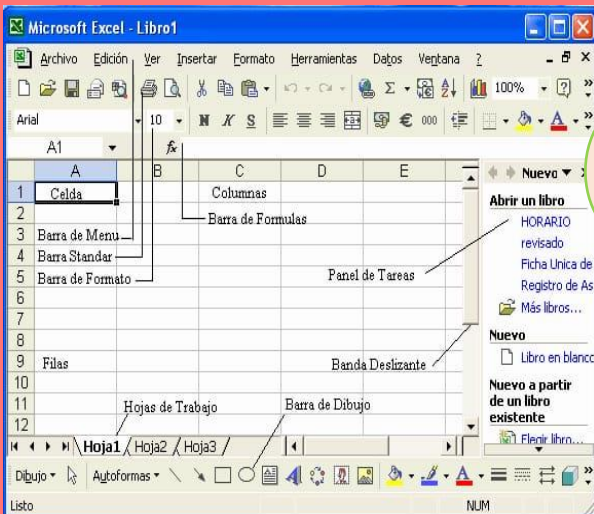 Microsoft Excel - Libro1
Archivo Edición Ver Insertar Formato Herramientas Datos Ventana ?
100%
Arial 10 N K S € 000
A1 fx
A B C D E
Nuevo
1 Celda Columnas
Abrir un libro
2
Barra de Formulas
HORARIO
3 Barra de Menu
revisado
4 Barra Standar
Ficha Unica de
5 Barra de Formato
Panel de Tareas
Registro de As
6
Más libros...
7
8
Nuevo
9 Filas
Banda Deslizante
Libro en blanco
10
Nuevo a partir
de un libro
existente
11 Hojas de Trabajo Barra de Dibujo
12
Elegir libro...
Hoja1 Hoja2 Hoja3
Dibujo Autoformas
Listo NUM